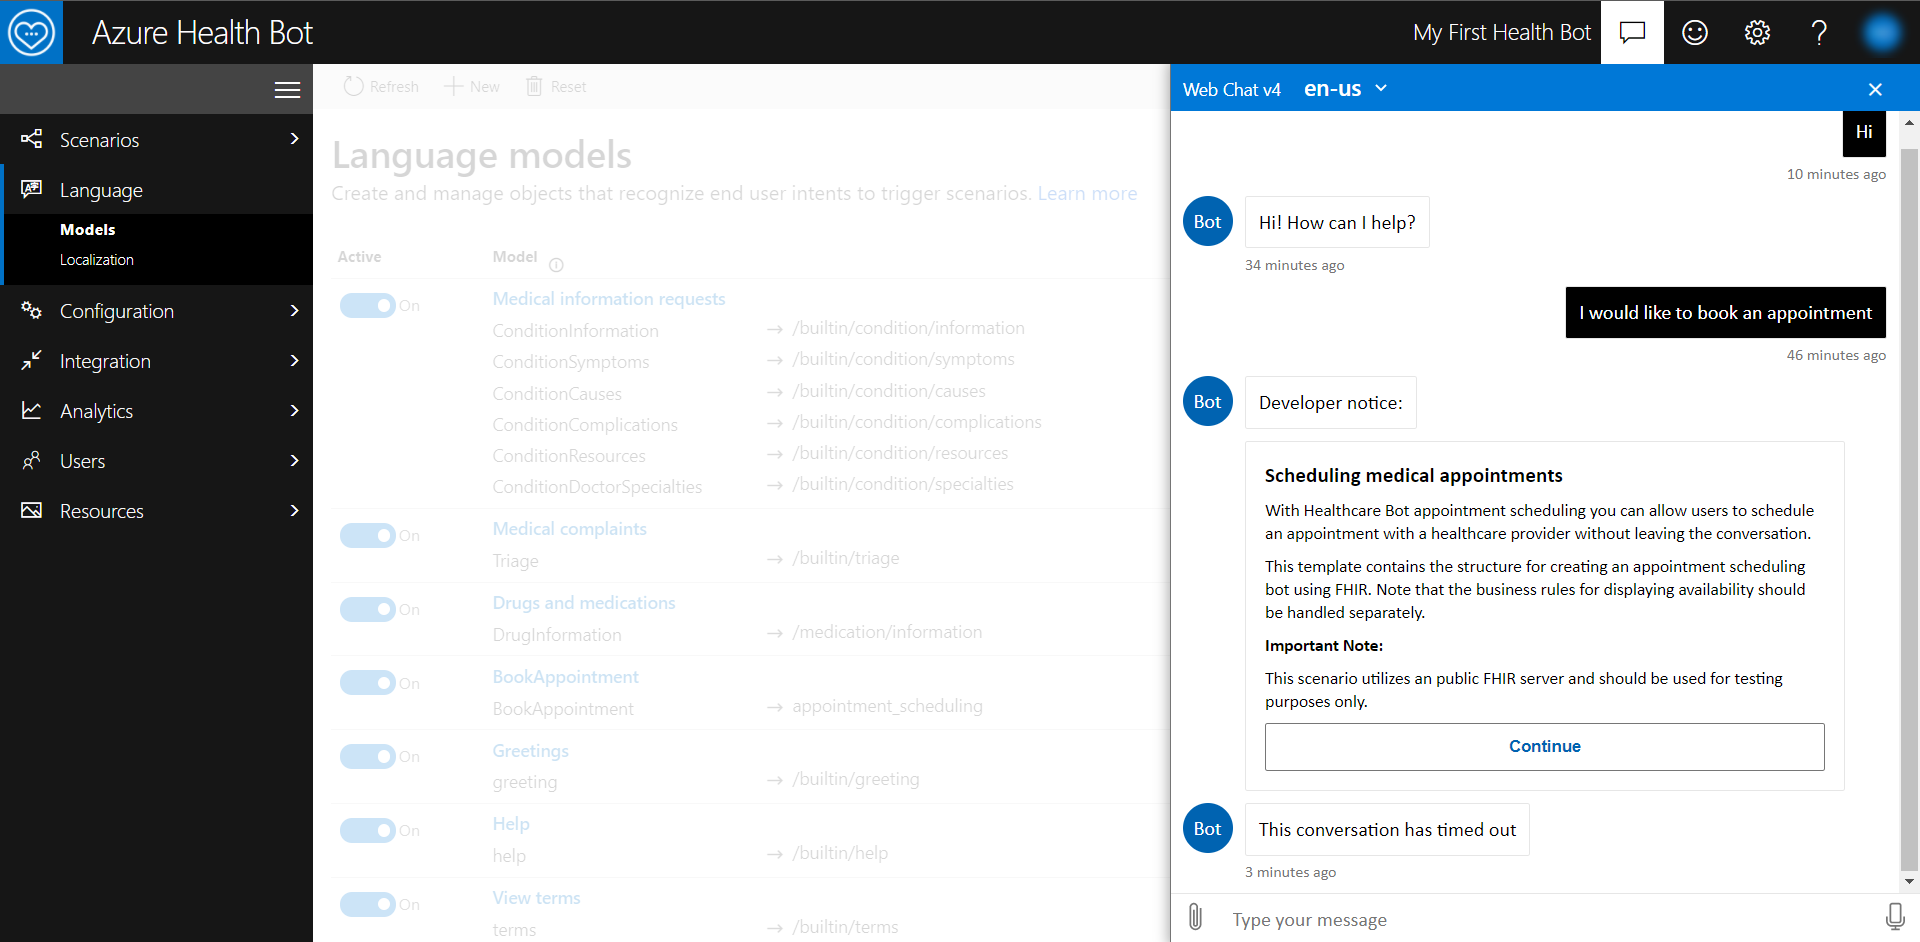 Azure Health Bot
My First Health Bot
Scenarios
Language
Models
Localization
Configuration
Integration
Analytics
Users
Resources
Refresh
New
Reset
Language models
Create and manage objects that recognize end user intents to trigger scenarios. Learn more
Active
Model
On
Medical information requests
ConditionInformation → /builtin/condition/information
ConditionSymptoms → /builtin/condition/symptoms
ConditionCauses → /builtin/condition/causes
ConditionComplications → /builtin/condition/complications
ConditionResources → /builtin/condition/resources
ConditionDoctorSpecialties → /builtin/condition/specialties
On
Medical complaints
Triage → /builtin/triage
On
Drugs and medications
DrugInformation → /medication/information
On
BookAppointment
BookAppointment → appointment_scheduling
On
Greetings
greeting → /builtin/greeting
On
Help
help → /builtin/help
On
View terms
terms → /builtin/terms
Web Chat v4 en-us
Hi
10 minutes ago
Bot
Hi! How can I help?
34 minutes ago
I would like to book an appointment
46 minutes ago
Bot
Developer notice:
Scheduling medical appointments
With Healthcare Bot appointment scheduling you can allow users to schedule
an appointment with a healthcare provider without leaving the conversation.
This template contains the structure for creating an appointment scheduling
bot using FHIR. Note that the business rules for displaying availability should
be handled separately.
Important Note:
This scenario utilizes an public FHIR server and should be used for testing
purposes only.
Continue
Bot
This conversation has timed out
3 minutes ago
Type your message